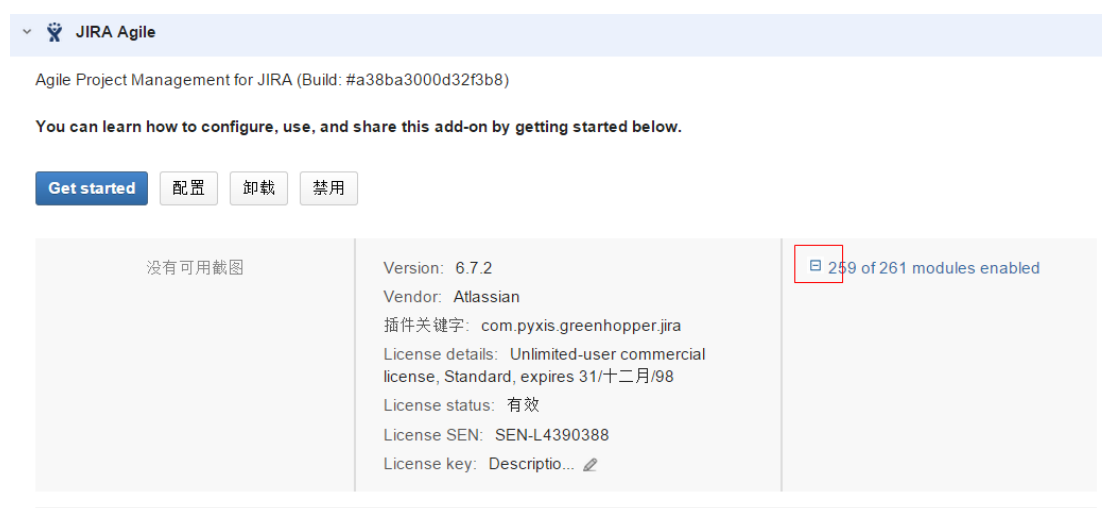 JIRA Agile
Agile Project Management for JIRA (Build: #a38ba3000d32f3b8)
You can learn how to configure, use, and share this add-on by getting started below.
Get started 配置 卸载 禁用
没有可用截图
Version: 6.7.2
Vendor: Atlassian
插件关键字: com.pyxis.greenhopper.jira
License details: Unlimited-user commercial
license, Standard, expires 31/十二月/98
License status: 有效
License SEN: SEN-L4390388
License key: Descriptio...
259 of 261 modules enabled